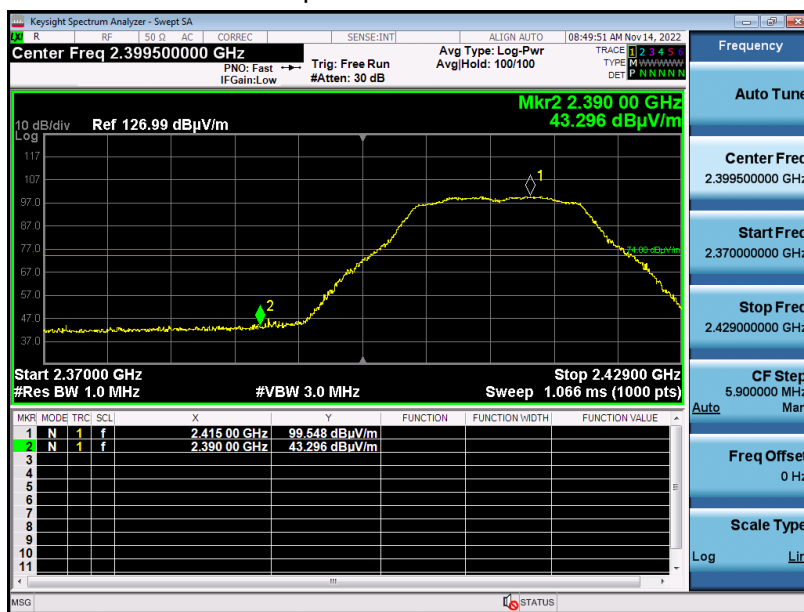 Keysight Spectrum Analyzer - Swept SA
LXI R RF 50 Ω AC CORREC SENSE:INT ALIGN AUTO 08:49:51 AM Nov 14, 2022
Center Freq 2.399500000 GHz
PNO: Fast
IFGain:Low
Trig: Free Run
#Atten: 30 dB
Avg Type: Log-Pwr
Avg|Hold: 100/100
TRACE 1 2 3 4 5 6
TYPE M WWWWW
DET P N N N N N
Mkr2 2.390 00 GHz
43.296 dBµV/m
10 dB/div Ref 126.99 dBµV/m
Log
117
107
97.0
87.0
77.0
67.0
57.0
47.0
37.0
1
2
74.00 dBµV/m
Start 2.37000 GHz Stop 2.42900 GHz
#Res BW 1.0 MHz #VBW 3.0 MHz Sweep 1.066 ms (1000 pts)
MKR MODE TRC SCL X Y FUNCTION FUNCTION WIDTH FUNCTION VALUE
1 N 1 f 2.415 00 GHz 99.548 dBµV/m
2 N 1 f 2.390 00 GHz 43.296 dBµV/m
3
4
5
6
7
8
9
10
11
MSG STATUS
Frequency
Auto Tune
Center Freq
2.399500000 GHz
Start Freq
2.370000000 GHz
Stop Freq
2.429000000 GHz
CF Step
5.900000 MHz
Auto Man
Freq Offset
0 Hz
Scale Type
Log Lin